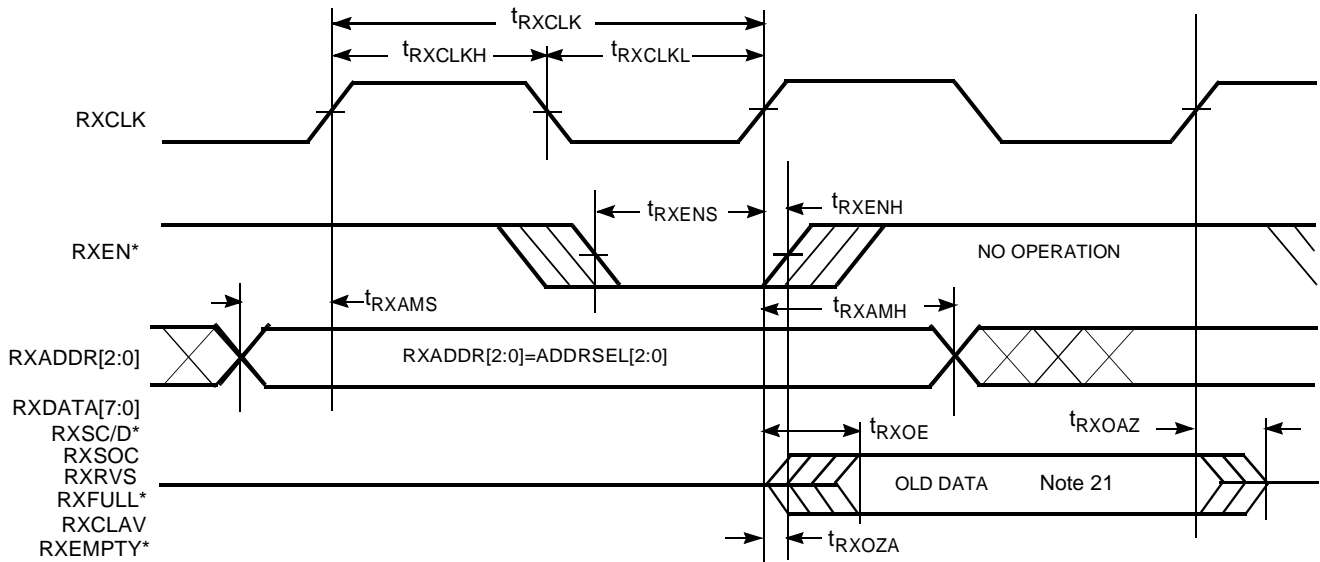 tRXCLK
tRXCLKH
tRXCLKL
RXCLK
tRXENS
tRXENH
RXEN*
NO OPERATION
tRXAMS
tRXAMH
RXADDR[2:0]
RXADDR[2:0]=ADDRSEL[2:0]
RXDATA[7:0]
RXSC/D*
RXSOC
RXRVS
RXFULL*
RXCLAV
RXEMPTY*
tRXOE
tRXOAZ
OLD DATA Note 21
tRXOZA